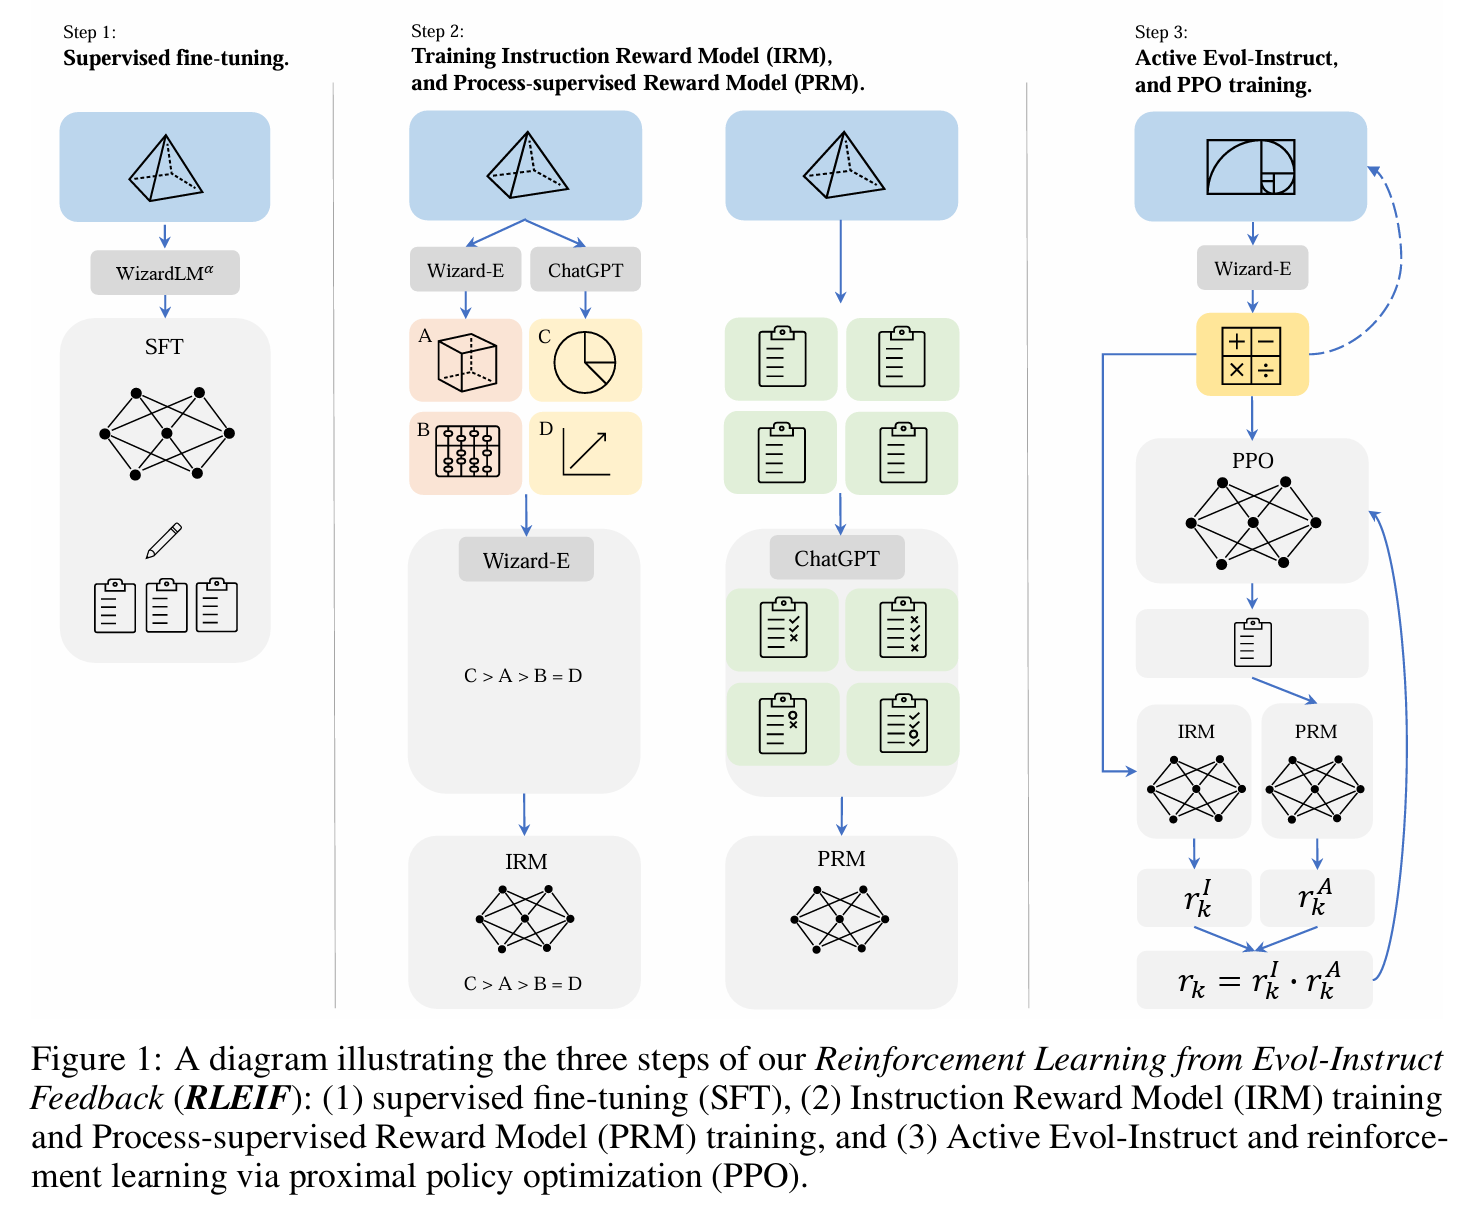 Step 1:
Supervised fine-tuning.
WizardLMα
SFT
Step 2:
Training Instruction Reward Model (IRM),
and Process-supervised Reward Model (PRM).
Wizard-E
ChatGPT
A
C
B
D
Wizard-E
C > A > B = D
IRM
C > A > B = D
ChatGPT
PRM
Step 3:
Active Evol-Instruct,
and PPO training.
Wizard-E
+ −
× ÷
PPO
IRM
PRM
r_k^I
r_k^A
r_k = r_k^I · r_k^A
Figure 1: A diagram illustrating the three steps of our Reinforcement Learning from Evol-Instruct
Feedback (RLEIF): (1) supervised fine-tuning (SFT), (2) Instruction Reward Model (IRM) training
and Process-supervised Reward Model (PRM) training, and (3) Active Evol-Instruct and reinforce-
ment learning via proximal policy optimization (PPO).